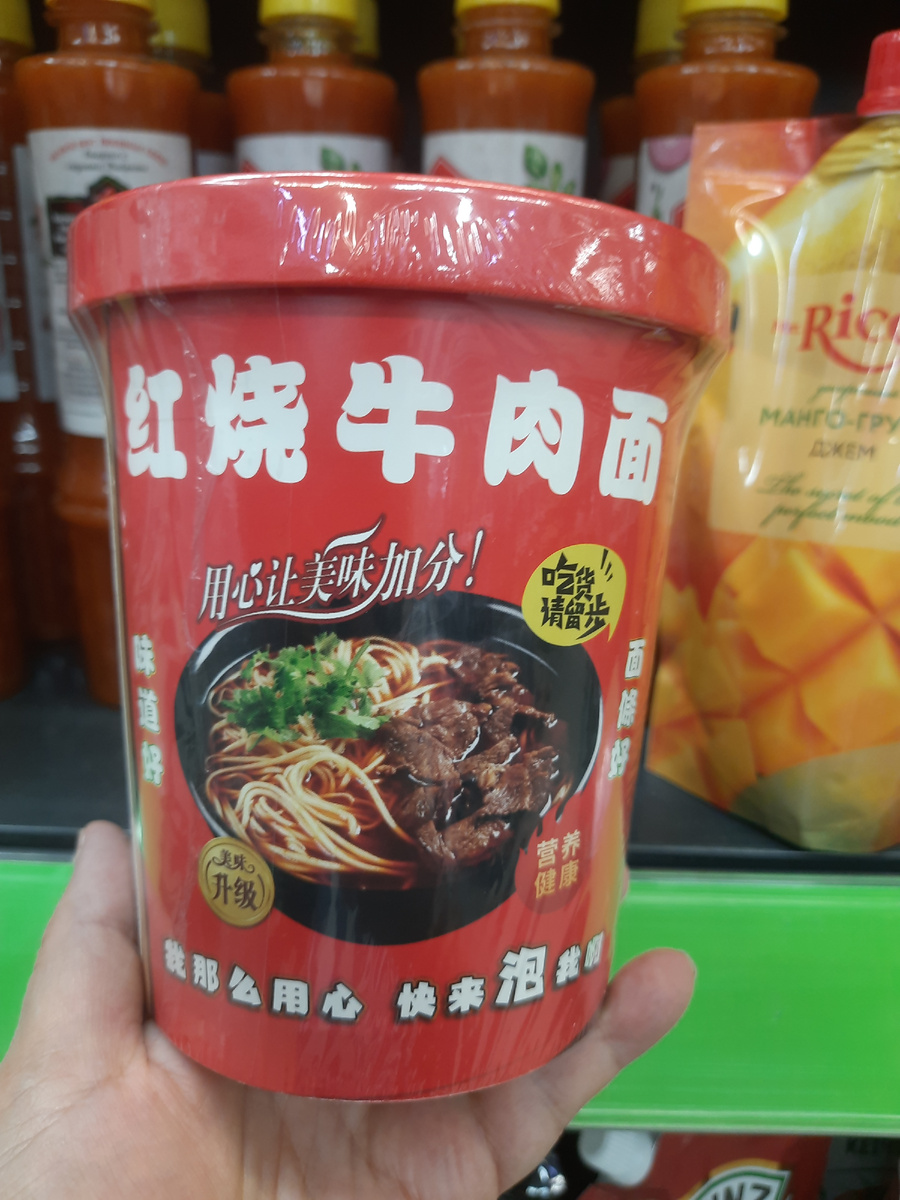 红烧牛肉面
用心让美味加分！
吃货
请留步
味道好
面条好
美味
升级
营养
健康
我那么用心 快来泡我啊
Rico
МАНГО-ГРУ
ДЖЕМ